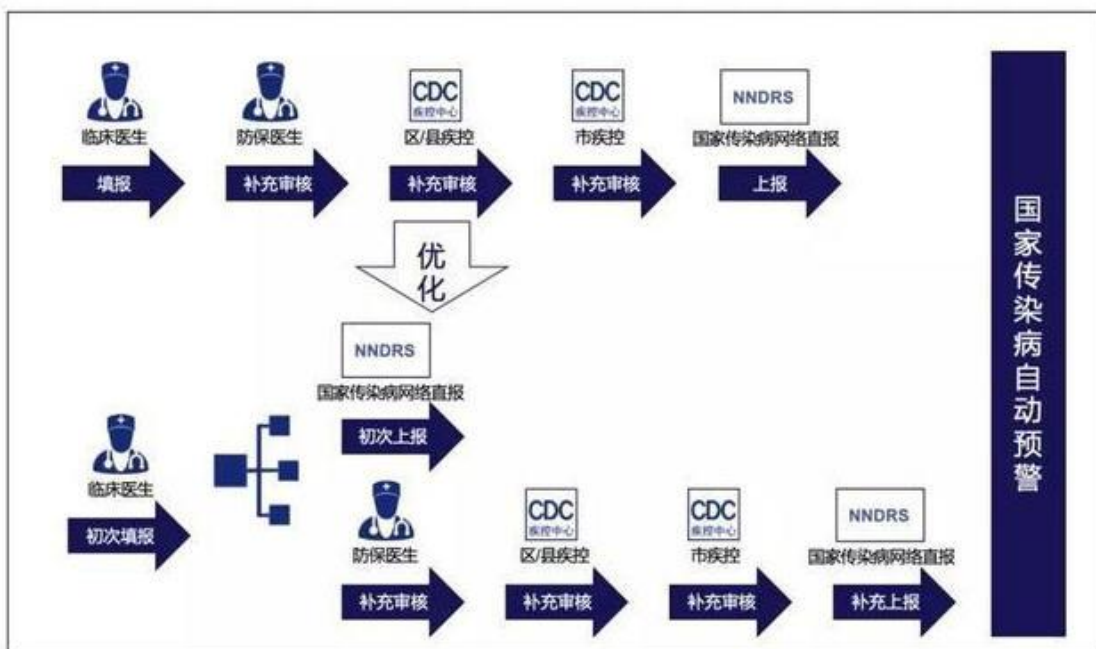 临床医生
填报
防保医生
补充审核
CDC
疾控中心
区/县疾控
补充审核
CDC
疾控中心
市疾控
补充审核
NNDRS
国家传染病网络直报
上报
优
化
NNDRS
国家传染病网络直报
初次上报
临床医生
初次填报
防保医生
补充审核
CDC
疾控中心
区/县疾控
补充审核
CDC
疾控中心
市疾控
补充审核
NNDRS
国家传染病网络直报
补充上报
国家传染病自动预警